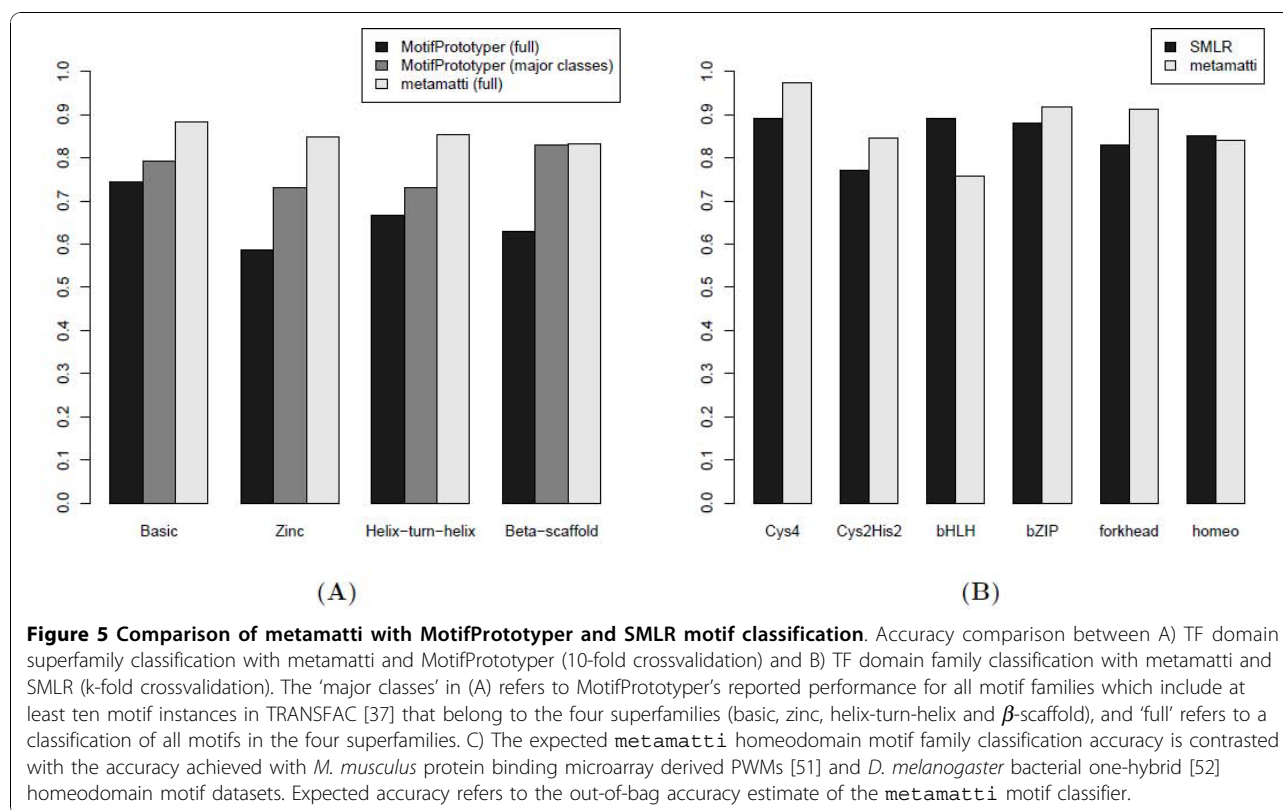 MotifPrototyper (full)
MotifPrototyper (major classes)
metamatti (full)
1.0
0.9
0.8
0.7
0.6
0.5
0.4
0.3
0.2
0.1
0.0
Basic
Zinc
Helix−turn−helix
Beta−scaffold
(A)
SMLR
metamatti
1.0
0.9
0.8
0.7
0.6
0.5
0.4
0.3
0.2
0.1
0.0
Cys4
Cys2His2
bHLH
bZIP
forkhead
homeo
(B)
Figure 5 Comparison of metamatti with MotifPrototyper and SMLR motif classification. Accuracy comparison between A) TF domain
superfamily classification with metamatti and MotifPrototyper (10-fold crossvalidation) and B) TF domain family classification with metamatti and
SMLR (k-fold crossvalidation). The ‘major classes’ in (A) refers to MotifPrototyper’s reported performance for all motif families which include at
least ten motif instances in TRANSFAC [37] that belong to the four superfamilies (basic, zinc, helix-turn-helix and β-scaffold), and ‘full’ refers to a
classification of all motifs in the four superfamilies. C) The expected metamatti homeodomain motif family classification accuracy is contrasted
with the accuracy achieved with M. musculus protein binding microarray derived PWMs [51] and D. melanogaster bacterial one-hybrid [52]
homeodomain motif datasets. Expected accuracy refers to the out-of-bag accuracy estimate of the metamatti motif classifier.